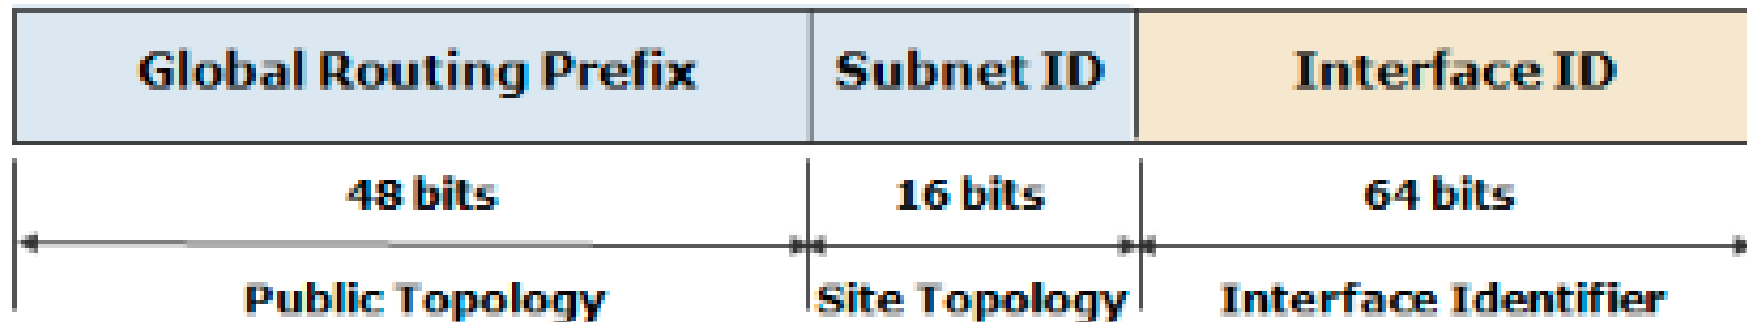 Global Routing Prefix Subnet ID Interface ID
48 bits 16 bits 64 bits
Public Topology Site Topology Interface Identifier